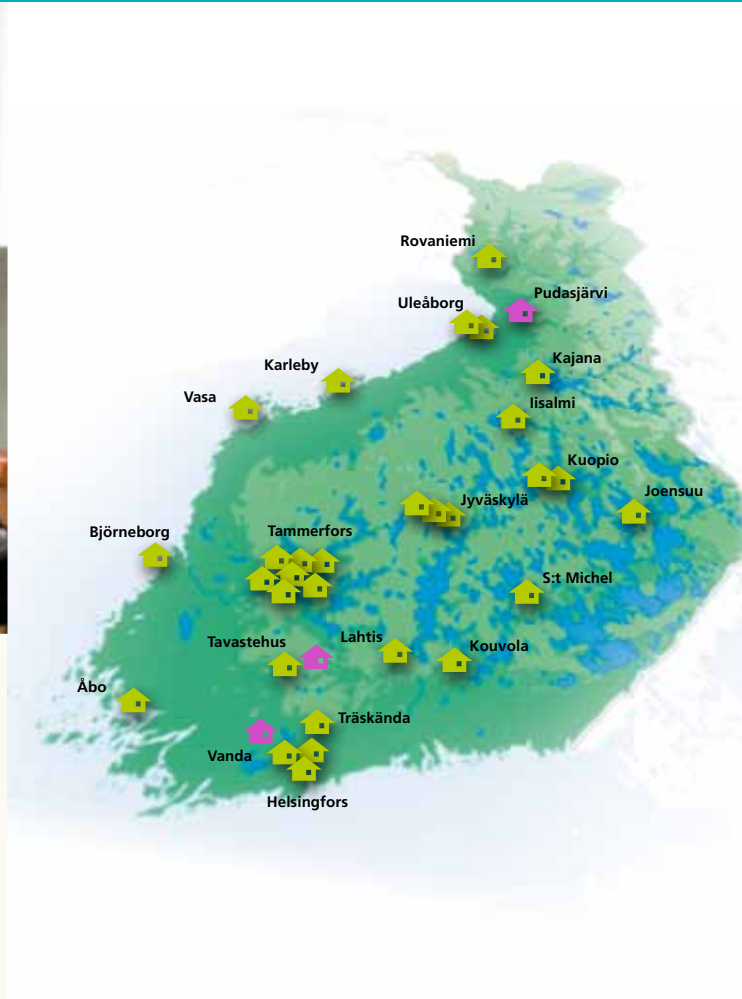 Rovaniemi
Pudasjärvi
Uleåborg
Kajana
Karleby
Vasa
Iisalmi
Kuopio
Joensuu
Jyväskylä
Björneborg
Tammerfors
S:t Michel
Tavastehus
Lahtis
Kouvola
Åbo
Träskända
Vanda
Helsingfors